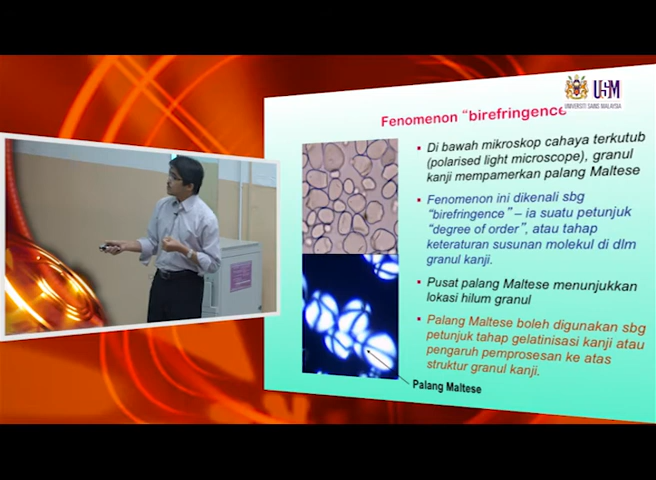 USM
UNIVERSITI SAINS MALAYSIA
Fenomenon "birefringence"
▪ Di bawah mikroskop cahaya terkutub
(polarised light microscope), granul
kanji mempamerkan palang Maltese
▪ Fenomenon ini dikenali sbg
"birefringence" – ia suatu petunjuk
"degree of order", atau tahap
keteraturan susunan molekul di dlm
granul kanji.
▪ Pusat palang Maltese menunjukkan
lokasi hilum granul
▪ Palang Maltese boleh digunakan sbg
petunjuk tahap gelatinisasi kanji atau
pengaruh pemprosesan ke atas
struktur granul kanji.
Palang Maltese